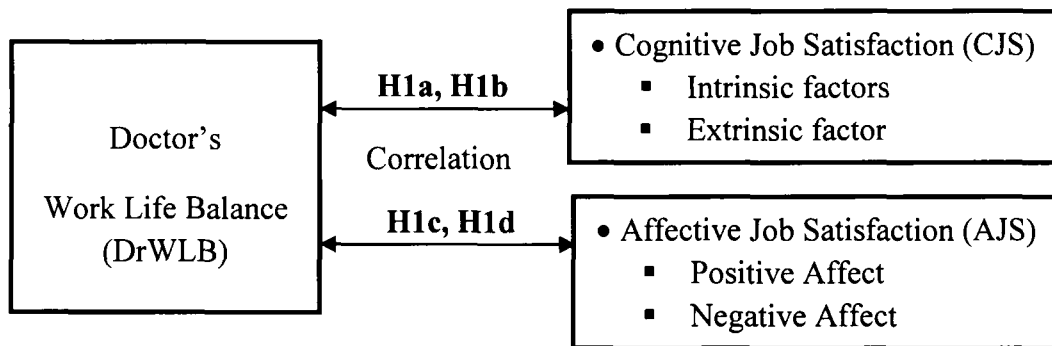 Doctor's
Work Life Balance
(DrWLB)
H1a, H1b
Correlation
H1c, H1d
• Cognitive Job Satisfaction (CJS)
▪ Intrinsic factors
▪ Extrinsic factor
• Affective Job Satisfaction (AJS)
▪ Positive Affect
▪ Negative Affect